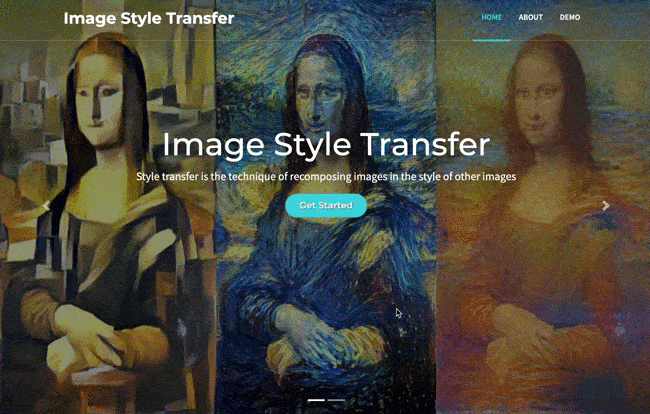 Image Style Transfer
HOME ABOUT DEMO
Image Style Transfer
Style transfer is the technique of recomposing images in the style of other images
Get Started